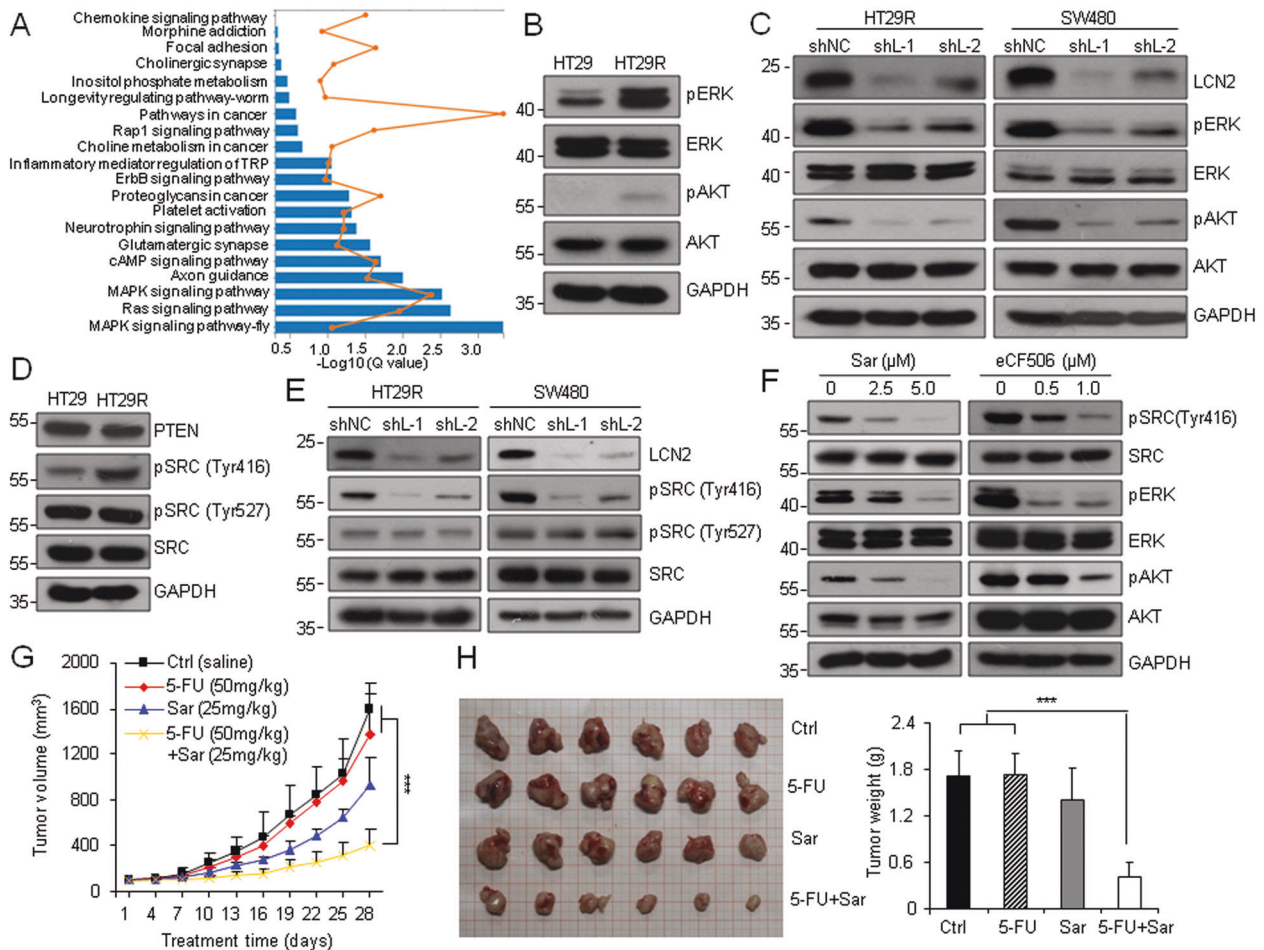 A
Chemokine signaling pathway
Morphine addiction
Focal adhesion
Cholinergic synapse
Inositol phosphate metabolism
Longevity regulating pathway-worm
Pathways in cancer
Rap1 signaling pathway
Choline metabolism in cancer
Inflammatory mediator regulation of TRP
ErbB signaling pathway
Proteoglycans in cancer
Platelet activation
Neurotrophin signaling pathway
Glutamatergic synapse
cAMP signaling pathway
Axon guidance
MAPK signaling pathway
Ras signaling pathway
MAPK signaling pathway-fly
0.5 1.0 1.5 2.0 2.5 3.0
-Log10 (Q value)
B
HT29 HT29R
40 pERK
40 ERK
55 pAKT
55 AKT
35 GAPDH
C
HT29R SW480
shNC shL-1 shL-2 shNC shL-1 shL-2
25 LCN2
40 pERK
40 ERK
55 pAKT
55 AKT
35 GAPDH
D
HT29 HT29R
55 PTEN
55 pSRC (Tyr416)
55 pSRC (Tyr527)
55 SRC
35 GAPDH
E
HT29R SW480
shNC shL-1 shL-2 shNC shL-1 shL-2
25 LCN2
55 pSRC (Tyr416)
55 pSRC (Tyr527)
55 SRC
35 GAPDH
F
Sar (µM) eCF506 (µM)
0 2.5 5.0 0 0.5 1.0
55 pSRC(Tyr416)
55 SRC
40 pERK
40 ERK
55 pAKT
55 AKT
35 GAPDH
G
Tumor volume (mm³)
2000
1600
1200
800
400
0
Ctrl (saline)
5-FU (50mg/kg)
Sar (25mg/kg)
5-FU (50mg/kg)
+Sar (25mg/kg)
***
1 4 7 10 13 16 19 22 25 28
Treatment time (days)
H
Ctrl
5-FU
Sar
5-FU+Sar
Tumor weight (g)
2.4
1.8
1.2
0.6
0
***
Ctrl 5-FU Sar 5-FU+Sar